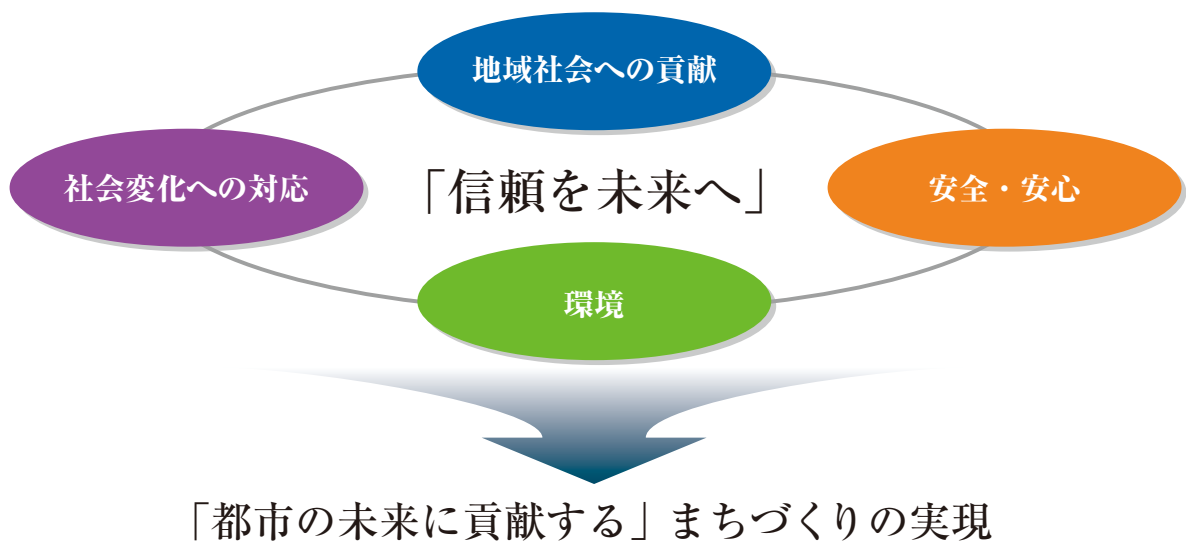 地域社会への貢献
社会変化への対応
「信頼を未来へ」
安全・安心
環境
「都市の未来に貢献する」まちづくりの実現